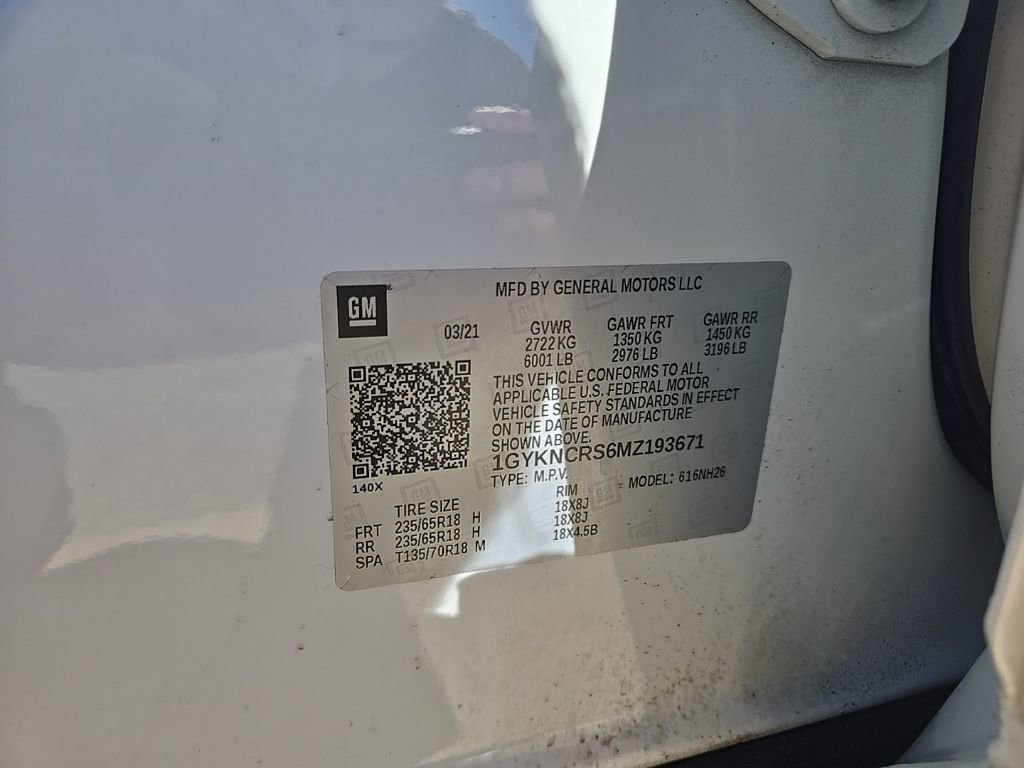 GM
MFD BY GENERAL MOTORS LLC
03/21 GVWR GAWR FRT GAWR RR
2722 KG 1350 KG 1450 KG
6001 LB 2976 LB 3196 LB
THIS VEHICLE CONFORMS TO ALL
APPLICABLE U.S. FEDERAL MOTOR
VEHICLE SAFETY STANDARDS IN EFFECT
ON THE DATE OF MANUFACTURE
SHOWN ABOVE.
1GYKNCRS6MZ193671
TYPE: M.P.V. MODEL: 616NH26
140X
TIRE SIZE RIM
FRT 235/65R18 H 18X8J
RR 235/65R18 H 18X8J
SPA T135/70R18 M 18X4.5B